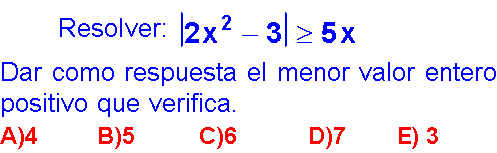 Resolver: |2x² − 3| ≥ 5x
Dar como respuesta el menor valor entero
positivo que verifica.
A)4 B)5 C)6 D)7 E) 3